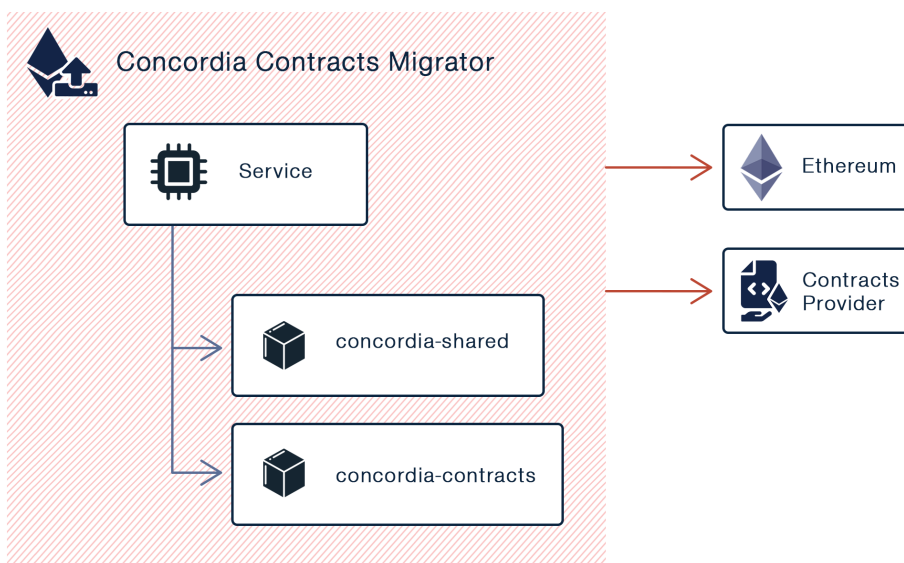 Concordia Contracts Migrator
Service
Ethereum
Contracts
Provider
concordia-shared
concordia-contracts